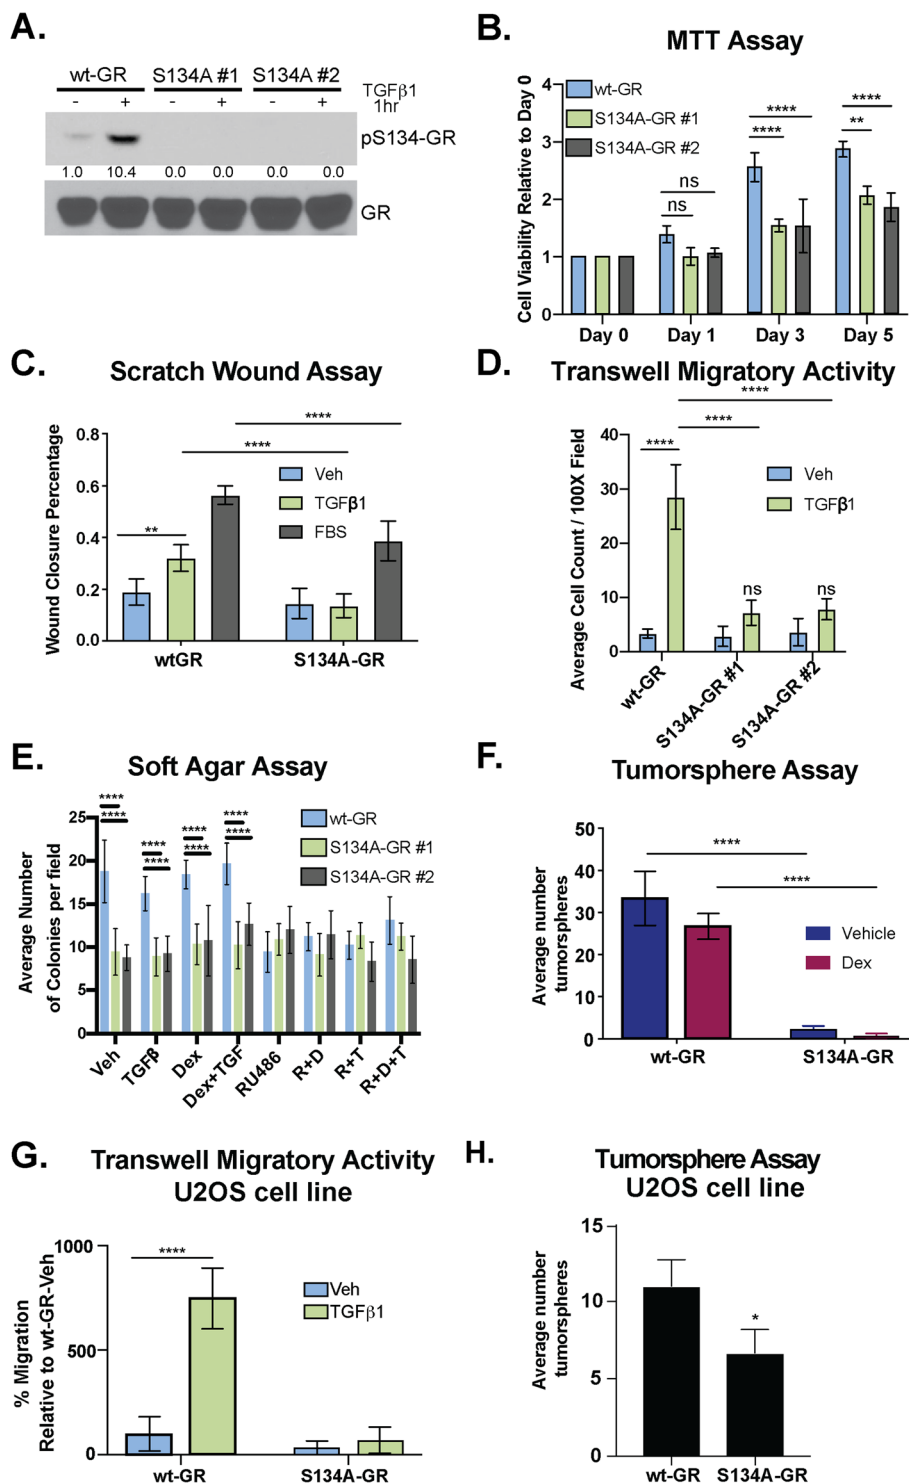 A.
wt-GR S134A #1 S134A #2
- + - + - + TGFβ1 1hr
pS134-GR
1.0 10.4 0.0 0.0 0.0 0.0
GR
B. MTT Assay
Cell Viability Relative to Day 0
4
3
2
1
0
wt-GR
S134A-GR #1
S134A-GR #2
ns
ns
****
****
****
**
Day 0 Day 1 Day 3 Day 5
C. Scratch Wound Assay
Wound Closure Percentage
0.8
0.6
0.4
0.2
0.0
****
****
**
Veh
TGFβ1
FBS
wtGR S134A-GR
D. Transwell Migratory Activity
Average Cell Count / 100X Field
40
30
20
10
0
****
****
****
Veh
TGFβ1
ns ns
wt-GR S134A-GR #1 S134A-GR #2
E. Soft Agar Assay
Average Number
of Colonies per field
25
20
15
10
5
0
****
****
****
****
****
****
****
****
wt-GR
S134A-GR #1
S134A-GR #2
Veh TGFβ Dex Dex+TGF RU486 R+D R+T R+D+T
F. Tumorsphere Assay
Average number
tumorspheres
50
40
30
20
10
0
****
****
Vehicle
Dex
wt-GR S134A-GR
G. Transwell Migratory Activity
U2OS cell line
% Migration
Relative to wt-GR-Veh
1000
500
0
****
Veh
TGFβ1
wt-GR S134A-GR
H. Tumorsphere Assay
U2OS cell line
Average number
tumorspheres
15
10
5
0
*
wt-GR S134A-GR